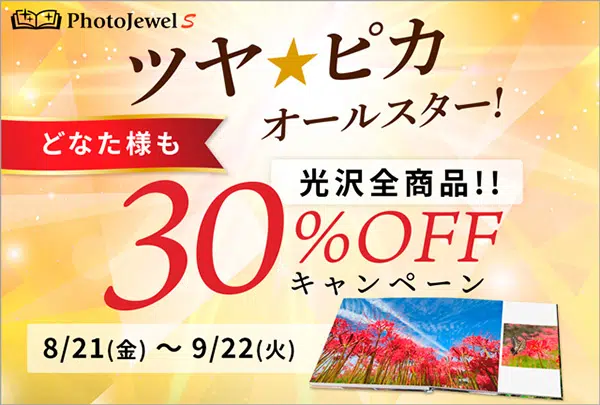 PhotoJewel S
ツヤ★ピカ
オールスター!
どなた様も
光沢全商品!!
30%OFF
キャンペーン
8/21(金)〜9/22(火)